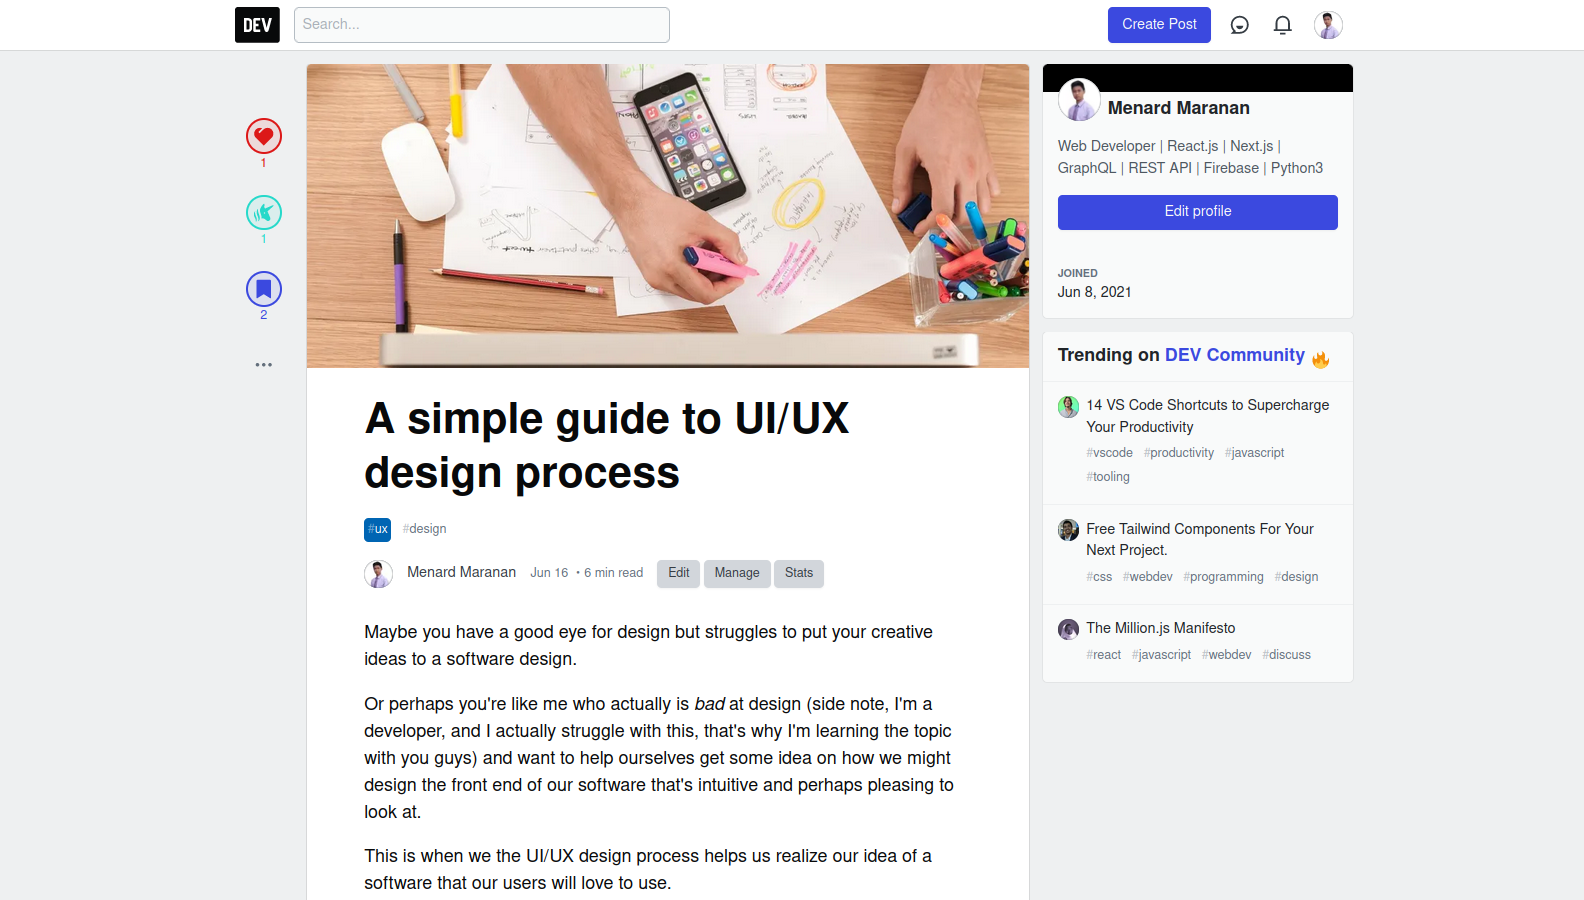 DEV
Search...
Create Post
1
1
2
A simple guide to UI/UX
design process
#ux #design
Menard Maranan Jun 16 • 6 min read Edit Manage Stats
Maybe you have a good eye for design but struggles to put your creative
ideas to a software design.
Or perhaps you're like me who actually is bad at design (side note, I'm a
developer, and I actually struggle with this, that's why I'm learning the topic
with you guys) and want to help ourselves get some idea on how we might
design the front end of our software that's intuitive and perhaps pleasing to
look at.
This is when we the UI/UX design process helps us realize our idea of a
software that our users will love to use.
Menard Maranan
Web Developer | React.js | Next.js |
GraphQL | REST API | Firebase | Python3
Edit profile
JOINED
Jun 8, 2021
Trending on DEV Community 🔥
14 VS Code Shortcuts to Supercharge
Your Productivity
#vscode #productivity #javascript
#tooling
Free Tailwind Components For Your
Next Project.
#css #webdev #programming #design
The Million.js Manifesto
#react #javascript #webdev #discuss